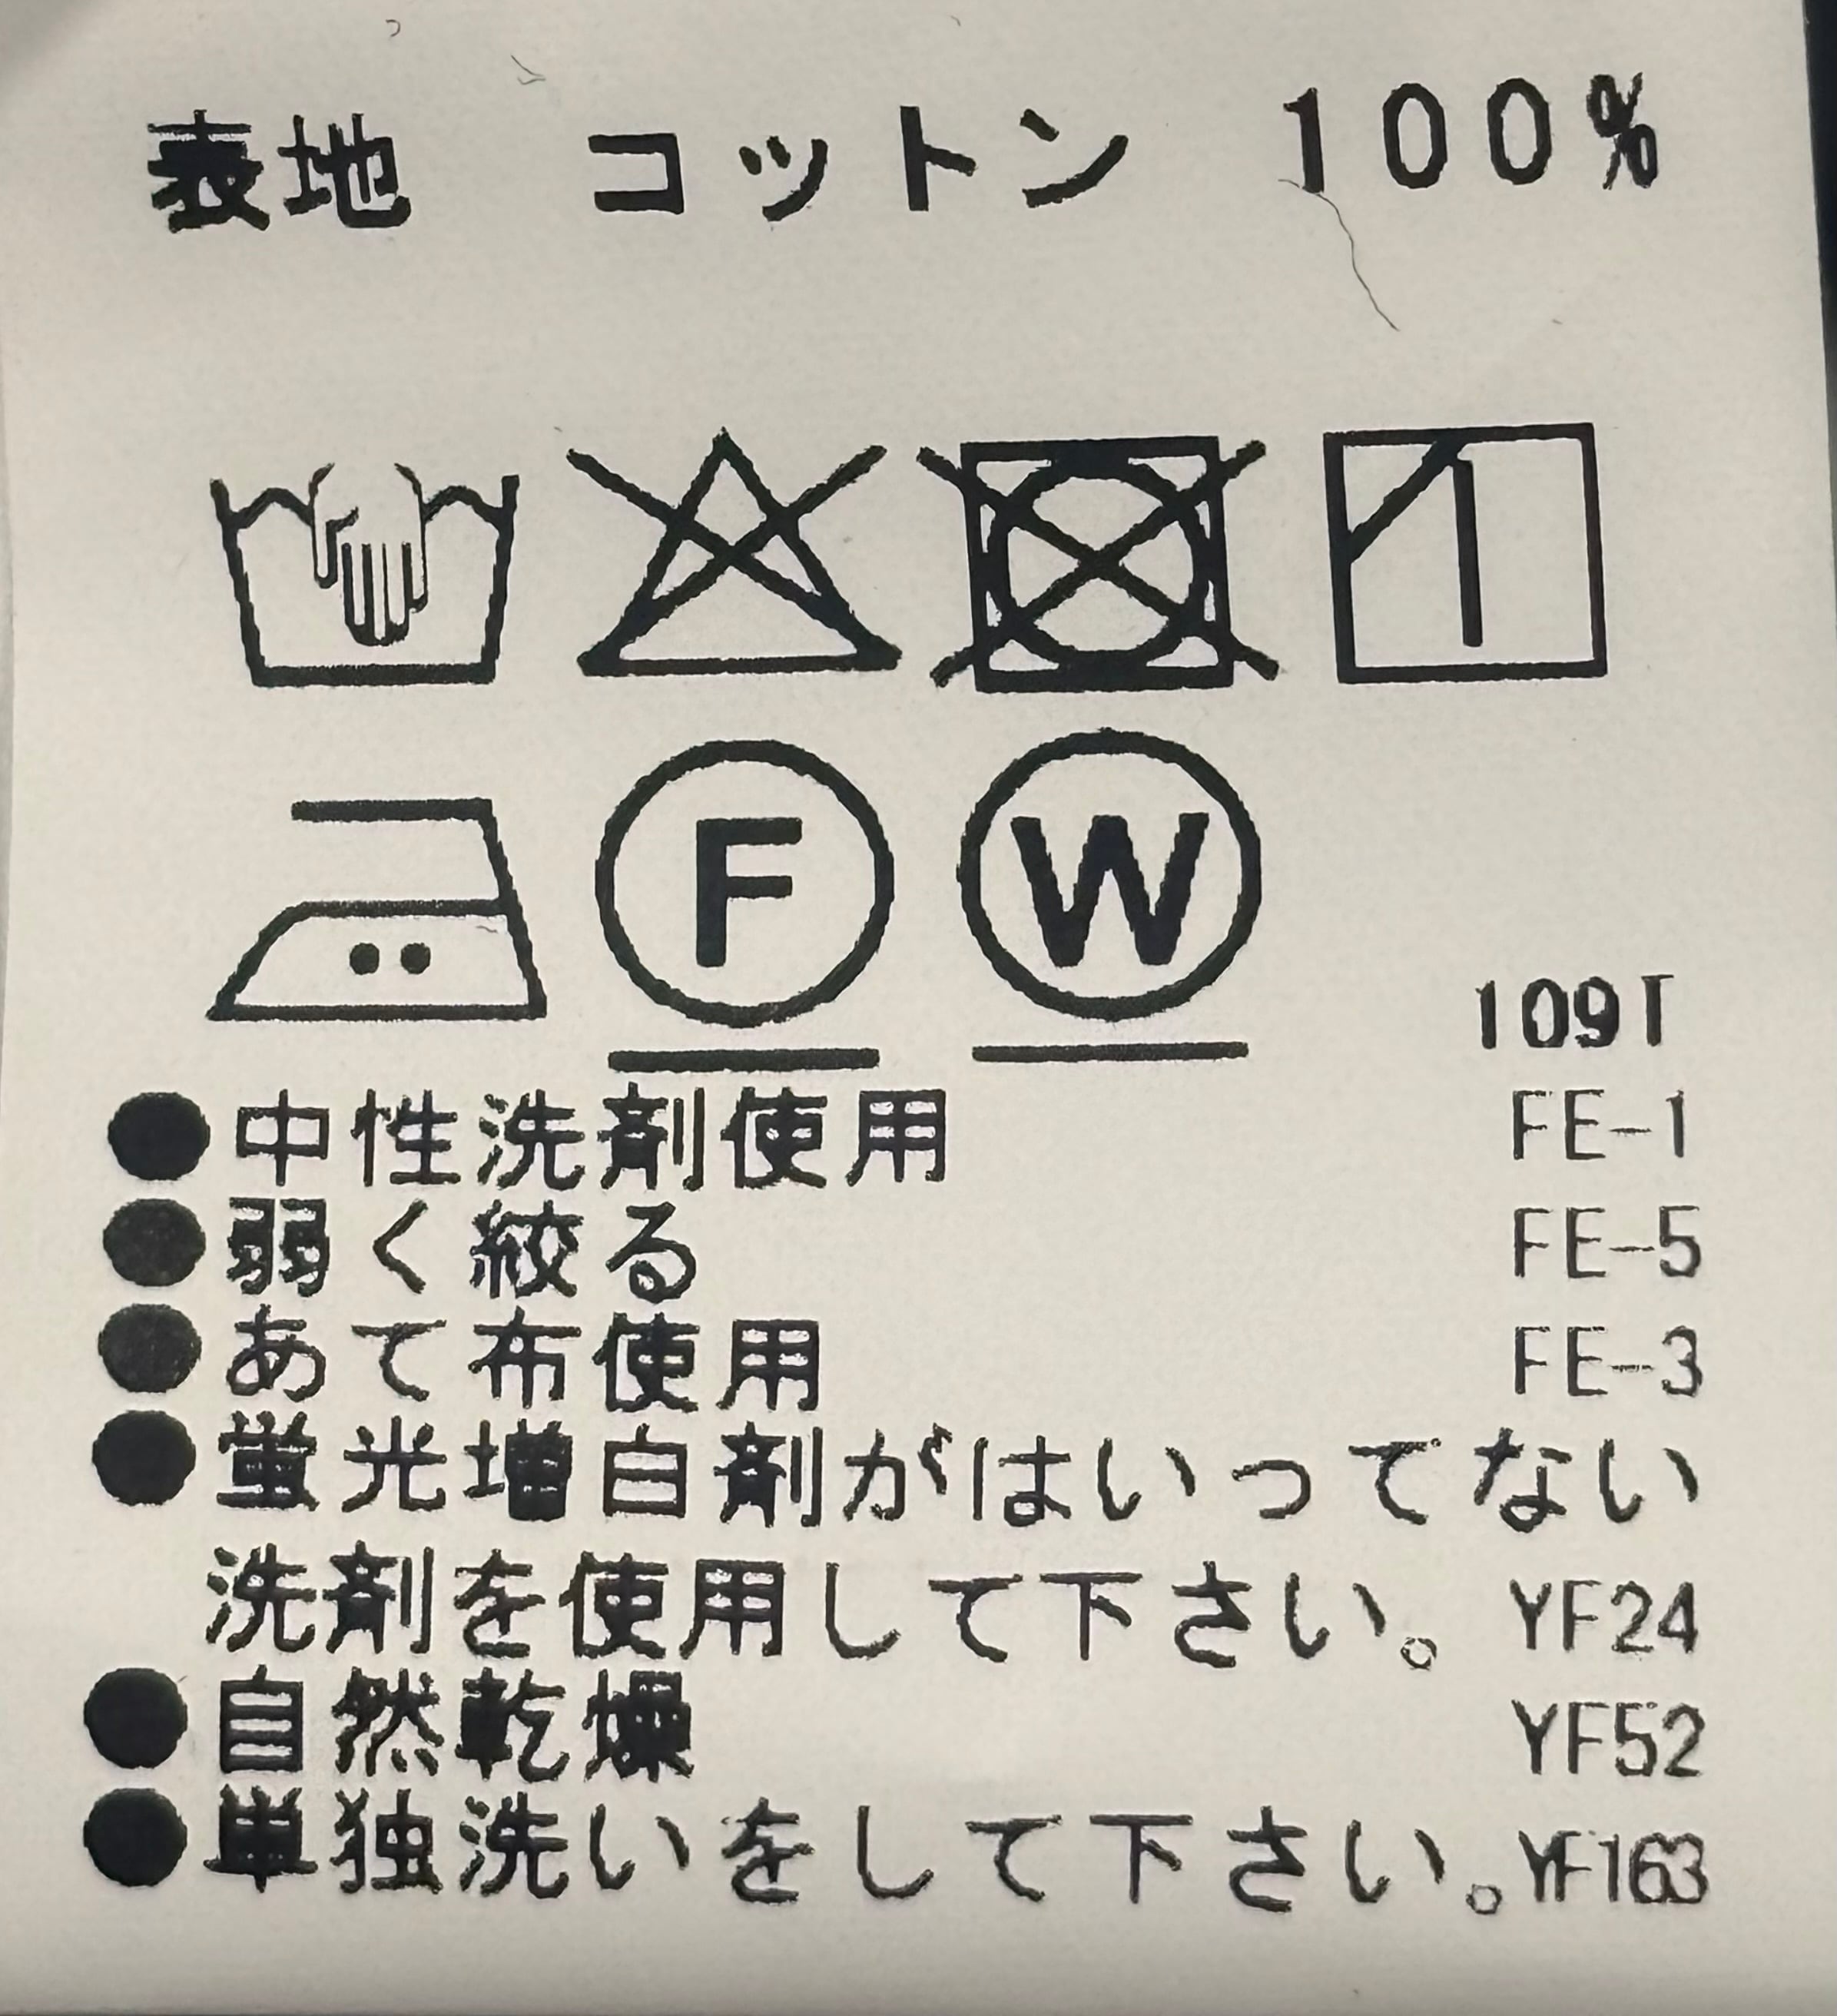 表地 コットン 100%
F W
109T
●中性洗剤使用 FE-1
●弱く絞る FE-5
●あて布使用 FE-3
●蛍光増白剤がはいってない
洗剤を使用して下さい。 YF24
●自然乾燥 YF52
●単独洗いをして下さい。YF163